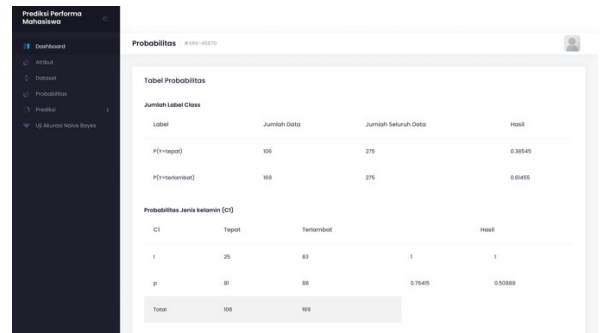 Prediksi Performa
Mahasiswa
Dashboard
Atribut
Dataset
Probabilitas
Prediksi
Uji Akurasi Naive Bayes
Probabilitas
Tabel Probabilitas
Jumlah Label Class
Label Jumlah Data Jumlah Seluruh Data Hasil
P(Y=tepat) 106 275 0.38545
P(Y=terlambat) 169 275 0.61455
Probabilitas Jenis kelamin (C1)
C1 Tepat Terlambat Hasil
l 25 83 1 1
p 81 86 0.76415 0.50888
Total 106 169